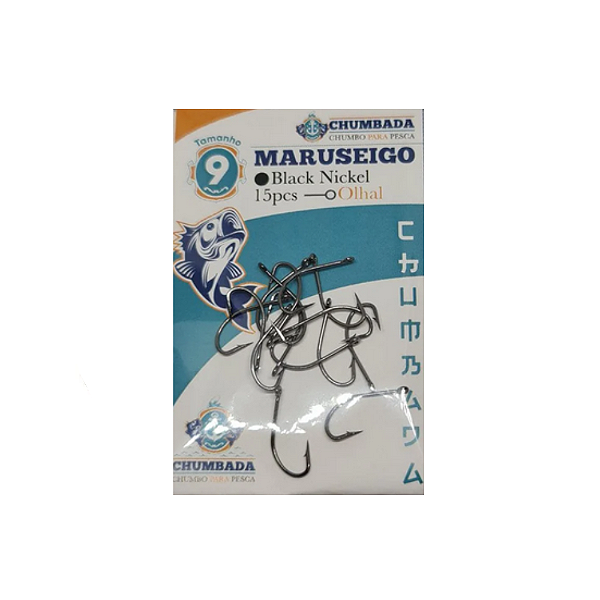 CHUMBADA
CHUMBO PARA PESCA
Tamanho
9
MARUSEIGO
Black Nickel
15pcs Olhal
CHUMBADA
CHUMBADA
CHUMBO PARA PESCA